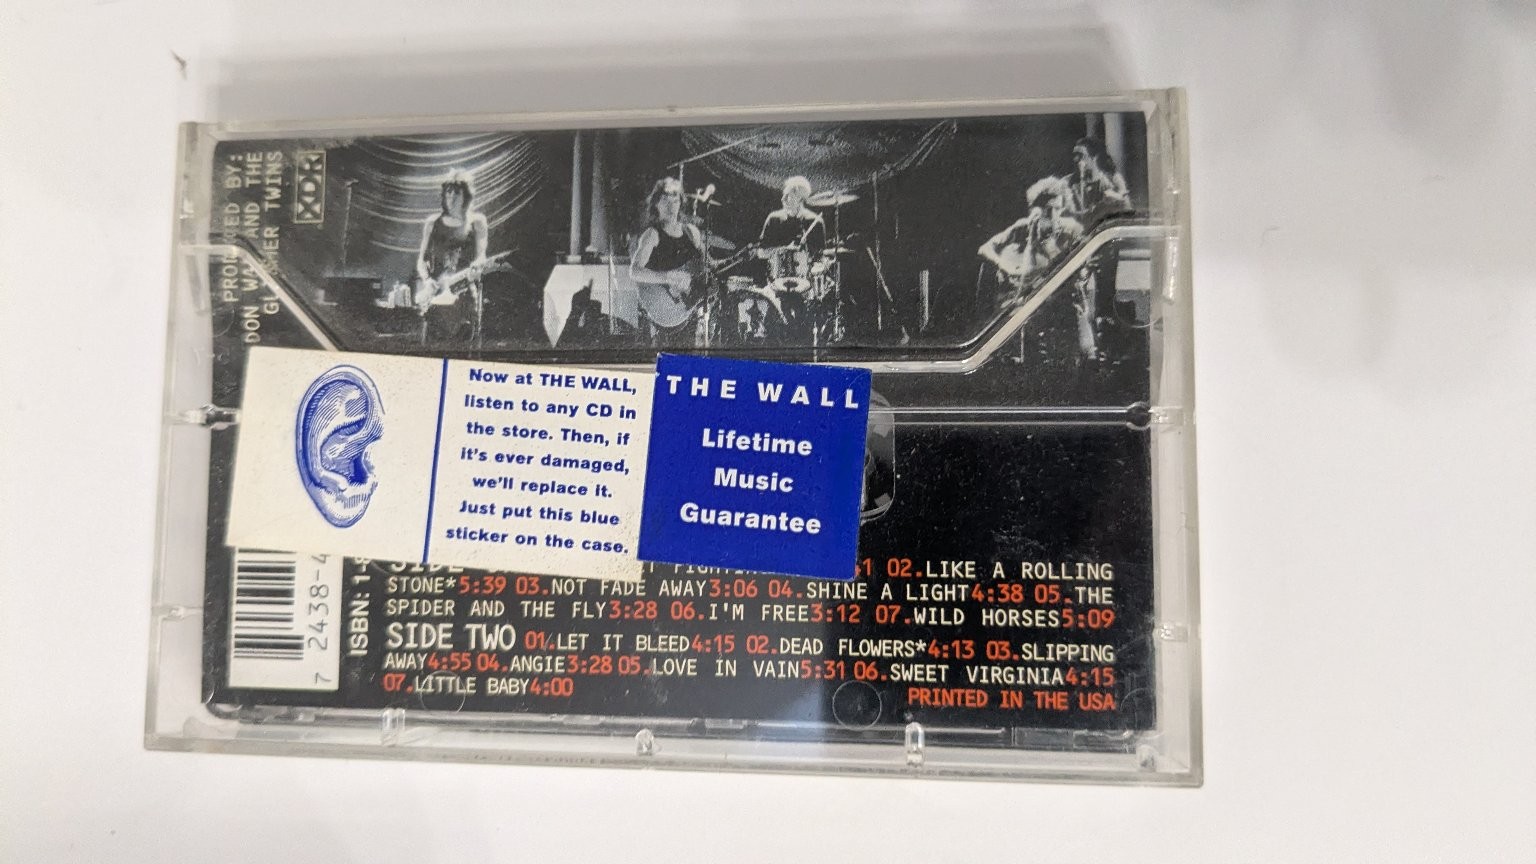 PRODUCED BY:
DON WAS AND THE
GLIMMER TWINS
XDR
Now at THE WALL,
listen to any CD in
the store. Then, if
it's ever damaged,
we'll replace it.
Just put this blue
sticker on the case.
THE WALL
Lifetime
Music
Guarantee
7 2438-4
ISBN: 1-
SIDE 02.LIKE A ROLLING
STONE*5:39 03.NOT FADE AWAY3:06 04.SHINE A LIGHT4:38 05.THE
SPIDER AND THE FLY3:28 06.I'M FREE3:12 07.WILD HORSES5:09
SIDE TWO 01.LET IT BLEED4:15 02.DEAD FLOWERS*4:13 03.SLIPPING
AWAY4:55 04.ANGIE3:28 05.LOVE IN VAIN5:31 06.SWEET VIRGINIA4:15
07.LITTLE BABY4:00
PRINTED IN THE USA